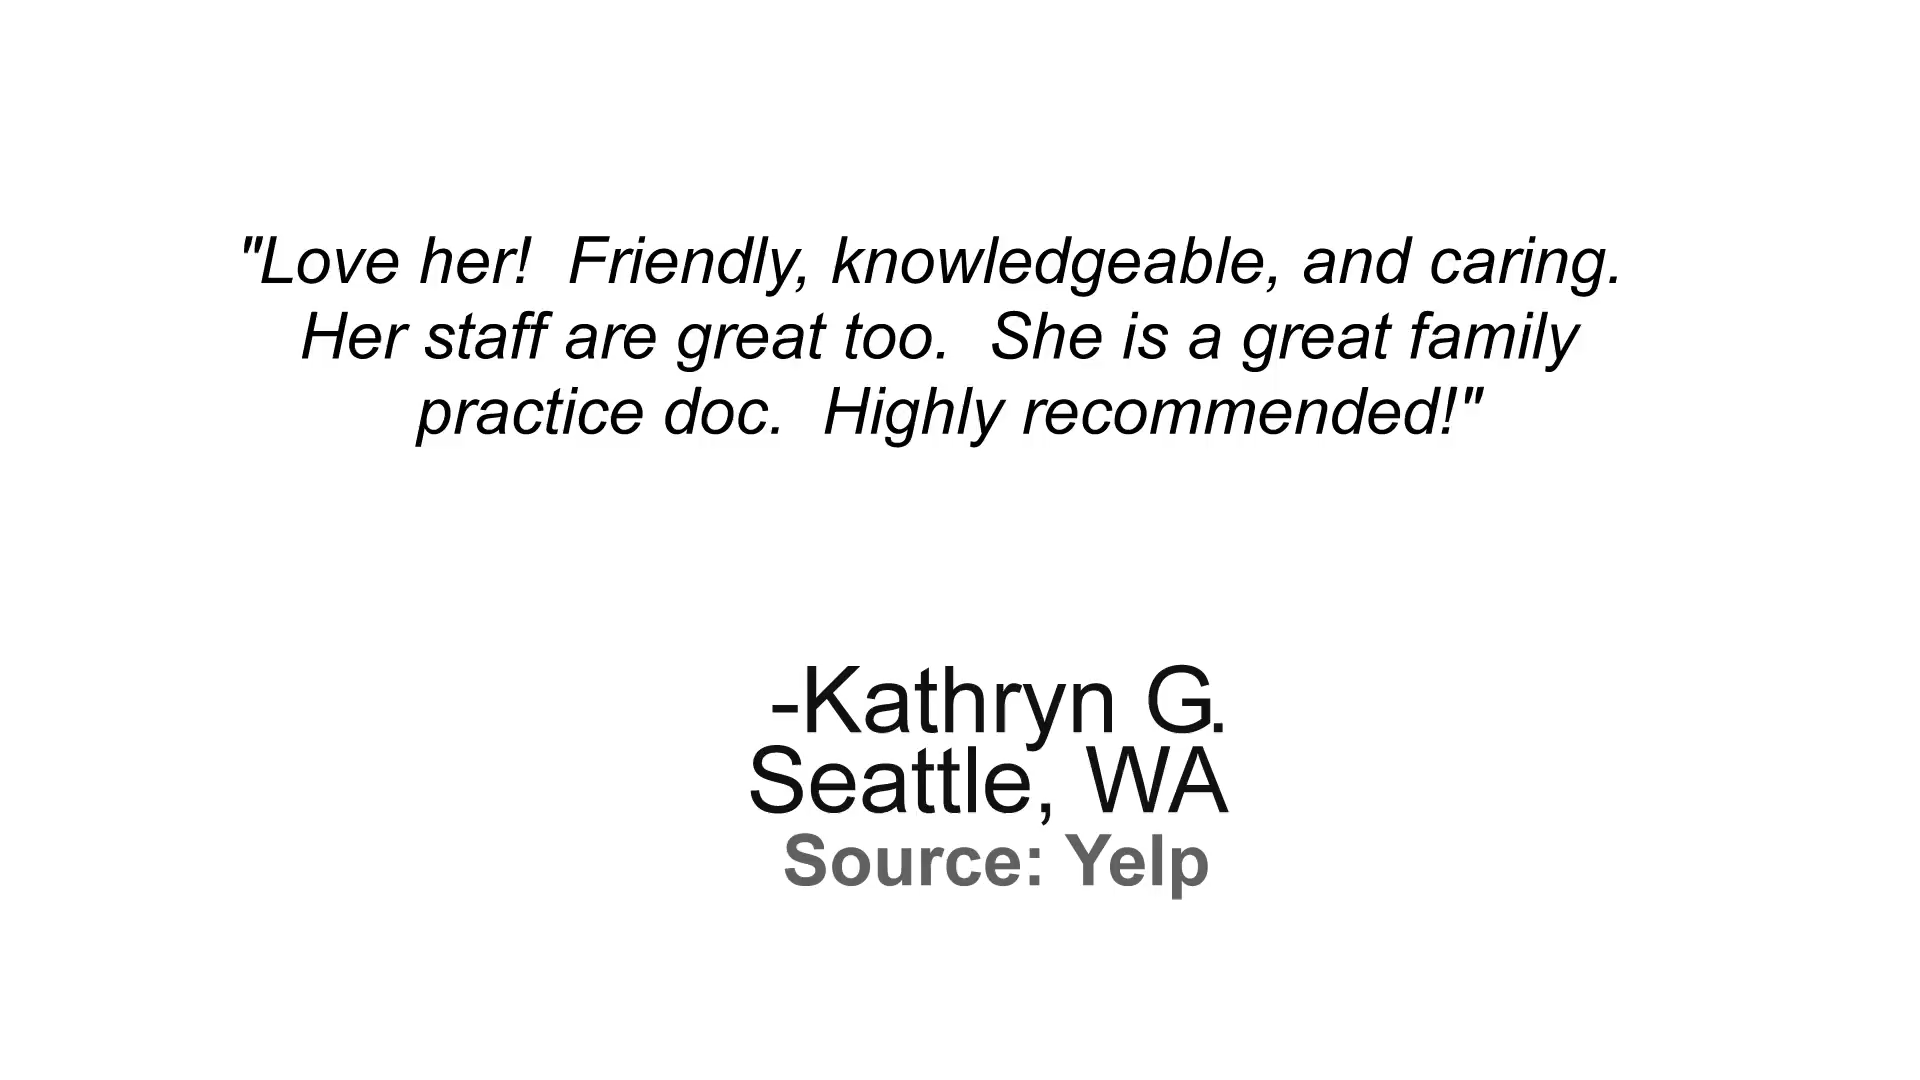 "Love her!  Friendly, knowledgeable, and caring.
Her staff are great too.  She is a great family
practice doc.  Highly recommended!"
-Kathryn G.
Seattle, WA
Source: Yelp